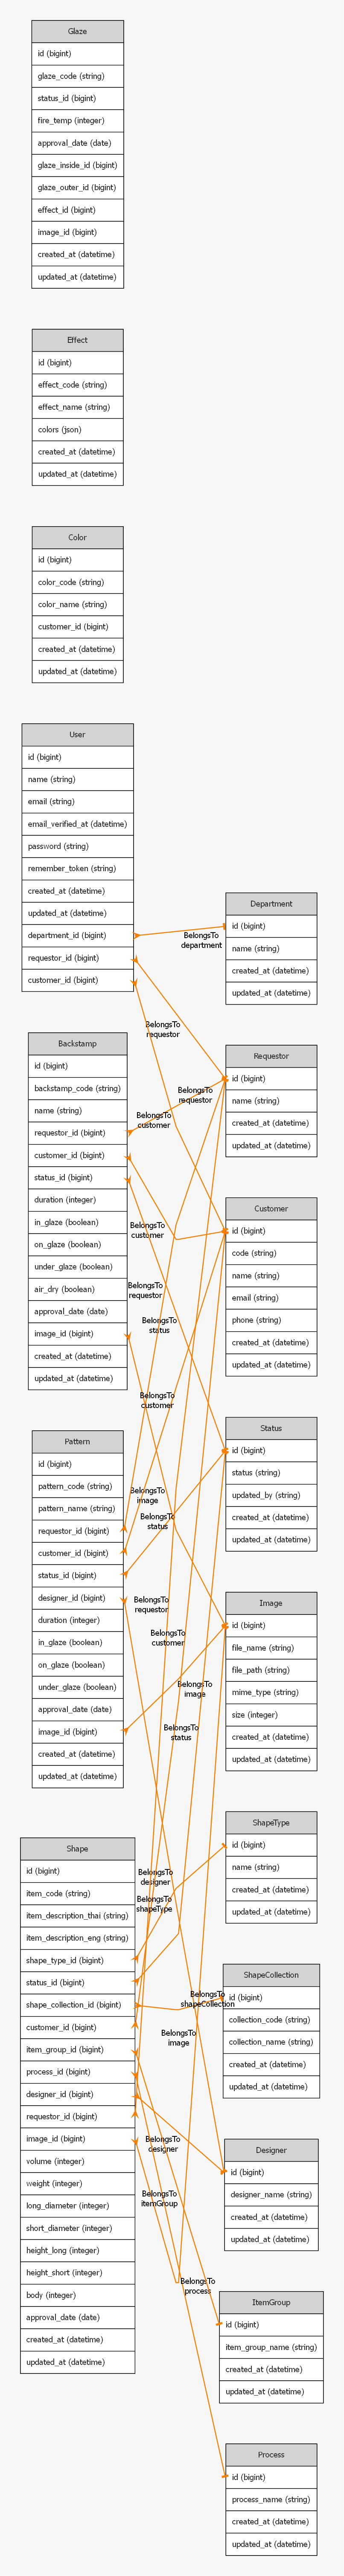 Glaze
id (bigint)
glaze_code (string)
status_id (bigint)
fire_temp (integer)
approval_date (date)
glaze_inside_id (bigint)
glaze_outer_id (bigint)
effect_id (bigint)
image_id (bigint)
created_at (datetime)
updated_at (datetime)
Effect
id (bigint)
effect_code (string)
effect_name (string)
colors (json)
created_at (datetime)
updated_at (datetime)
Color
id (bigint)
color_code (string)
color_name (string)
customer_id (bigint)
created_at (datetime)
updated_at (datetime)
User
id (bigint)
name (string)
email (string)
email_verified_at (datetime)
password (string)
remember_token (string)
created_at (datetime)
updated_at (datetime)
department_id (bigint)
requestor_id (bigint)
customer_id (bigint)
Backstamp
id (bigint)
backstamp_code (string)
name (string)
requestor_id (bigint)
customer_id (bigint)
status_id (bigint)
duration (integer)
in_glaze (boolean)
on_glaze (boolean)
under_glaze (boolean)
air_dry (boolean)
approval_date (date)
image_id (bigint)
created_at (datetime)
updated_at (datetime)
Pattern
id (bigint)
pattern_code (string)
pattern_name (string)
requestor_id (bigint)
customer_id (bigint)
status_id (bigint)
designer_id (bigint)
duration (integer)
in_glaze (boolean)
on_glaze (boolean)
under_glaze (boolean)
approval_date (date)
image_id (bigint)
created_at (datetime)
updated_at (datetime)
Shape
id (bigint)
item_code (string)
item_description_thai (string)
item_description_eng (string)
shape_type_id (bigint)
status_id (bigint)
shape_collection_id (bigint)
customer_id (bigint)
item_group_id (bigint)
process_id (bigint)
designer_id (bigint)
requestor_id (bigint)
image_id (bigint)
volume (integer)
weight (integer)
long_diameter (integer)
short_diameter (integer)
height_long (integer)
height_short (integer)
body (integer)
approval_date (date)
created_at (datetime)
updated_at (datetime)
BelongsTo
department
BelongsTo
requestor
BelongsTo
requestor
BelongsTo
customer
BelongsTo
customer
BelongsTo
requestor
BelongsTo
status
BelongsTo
customer
BelongsTo
image
BelongsTo
status
BelongsTo
requestor
BelongsTo
customer
BelongsTo
image
BelongsTo
status
BelongsTo
designer
BelongsTo
shapeType
BelongsTo
shapeCollection
BelongsTo
image
BelongsTo
designer
BelongsTo
itemGroup
BelongsTo
process
Department
id (bigint)
name (string)
created_at (datetime)
updated_at (datetime)
Requestor
id (bigint)
name (string)
created_at (datetime)
updated_at (datetime)
Customer
id (bigint)
code (string)
name (string)
email (string)
phone (string)
created_at (datetime)
updated_at (datetime)
Status
id (bigint)
status (string)
updated_by (string)
created_at (datetime)
updated_at (datetime)
Image
id (bigint)
file_name (string)
file_path (string)
mime_type (string)
size (integer)
created_at (datetime)
updated_at (datetime)
ShapeType
id (bigint)
name (string)
created_at (datetime)
updated_at (datetime)
ShapeCollection
id (bigint)
collection_code (string)
collection_name (string)
created_at (datetime)
updated_at (datetime)
Designer
id (bigint)
designer_name (string)
created_at (datetime)
updated_at (datetime)
ItemGroup
id (bigint)
item_group_name (string)
created_at (datetime)
updated_at (datetime)
Process
id (bigint)
process_name (string)
created_at (datetime)
updated_at (datetime)